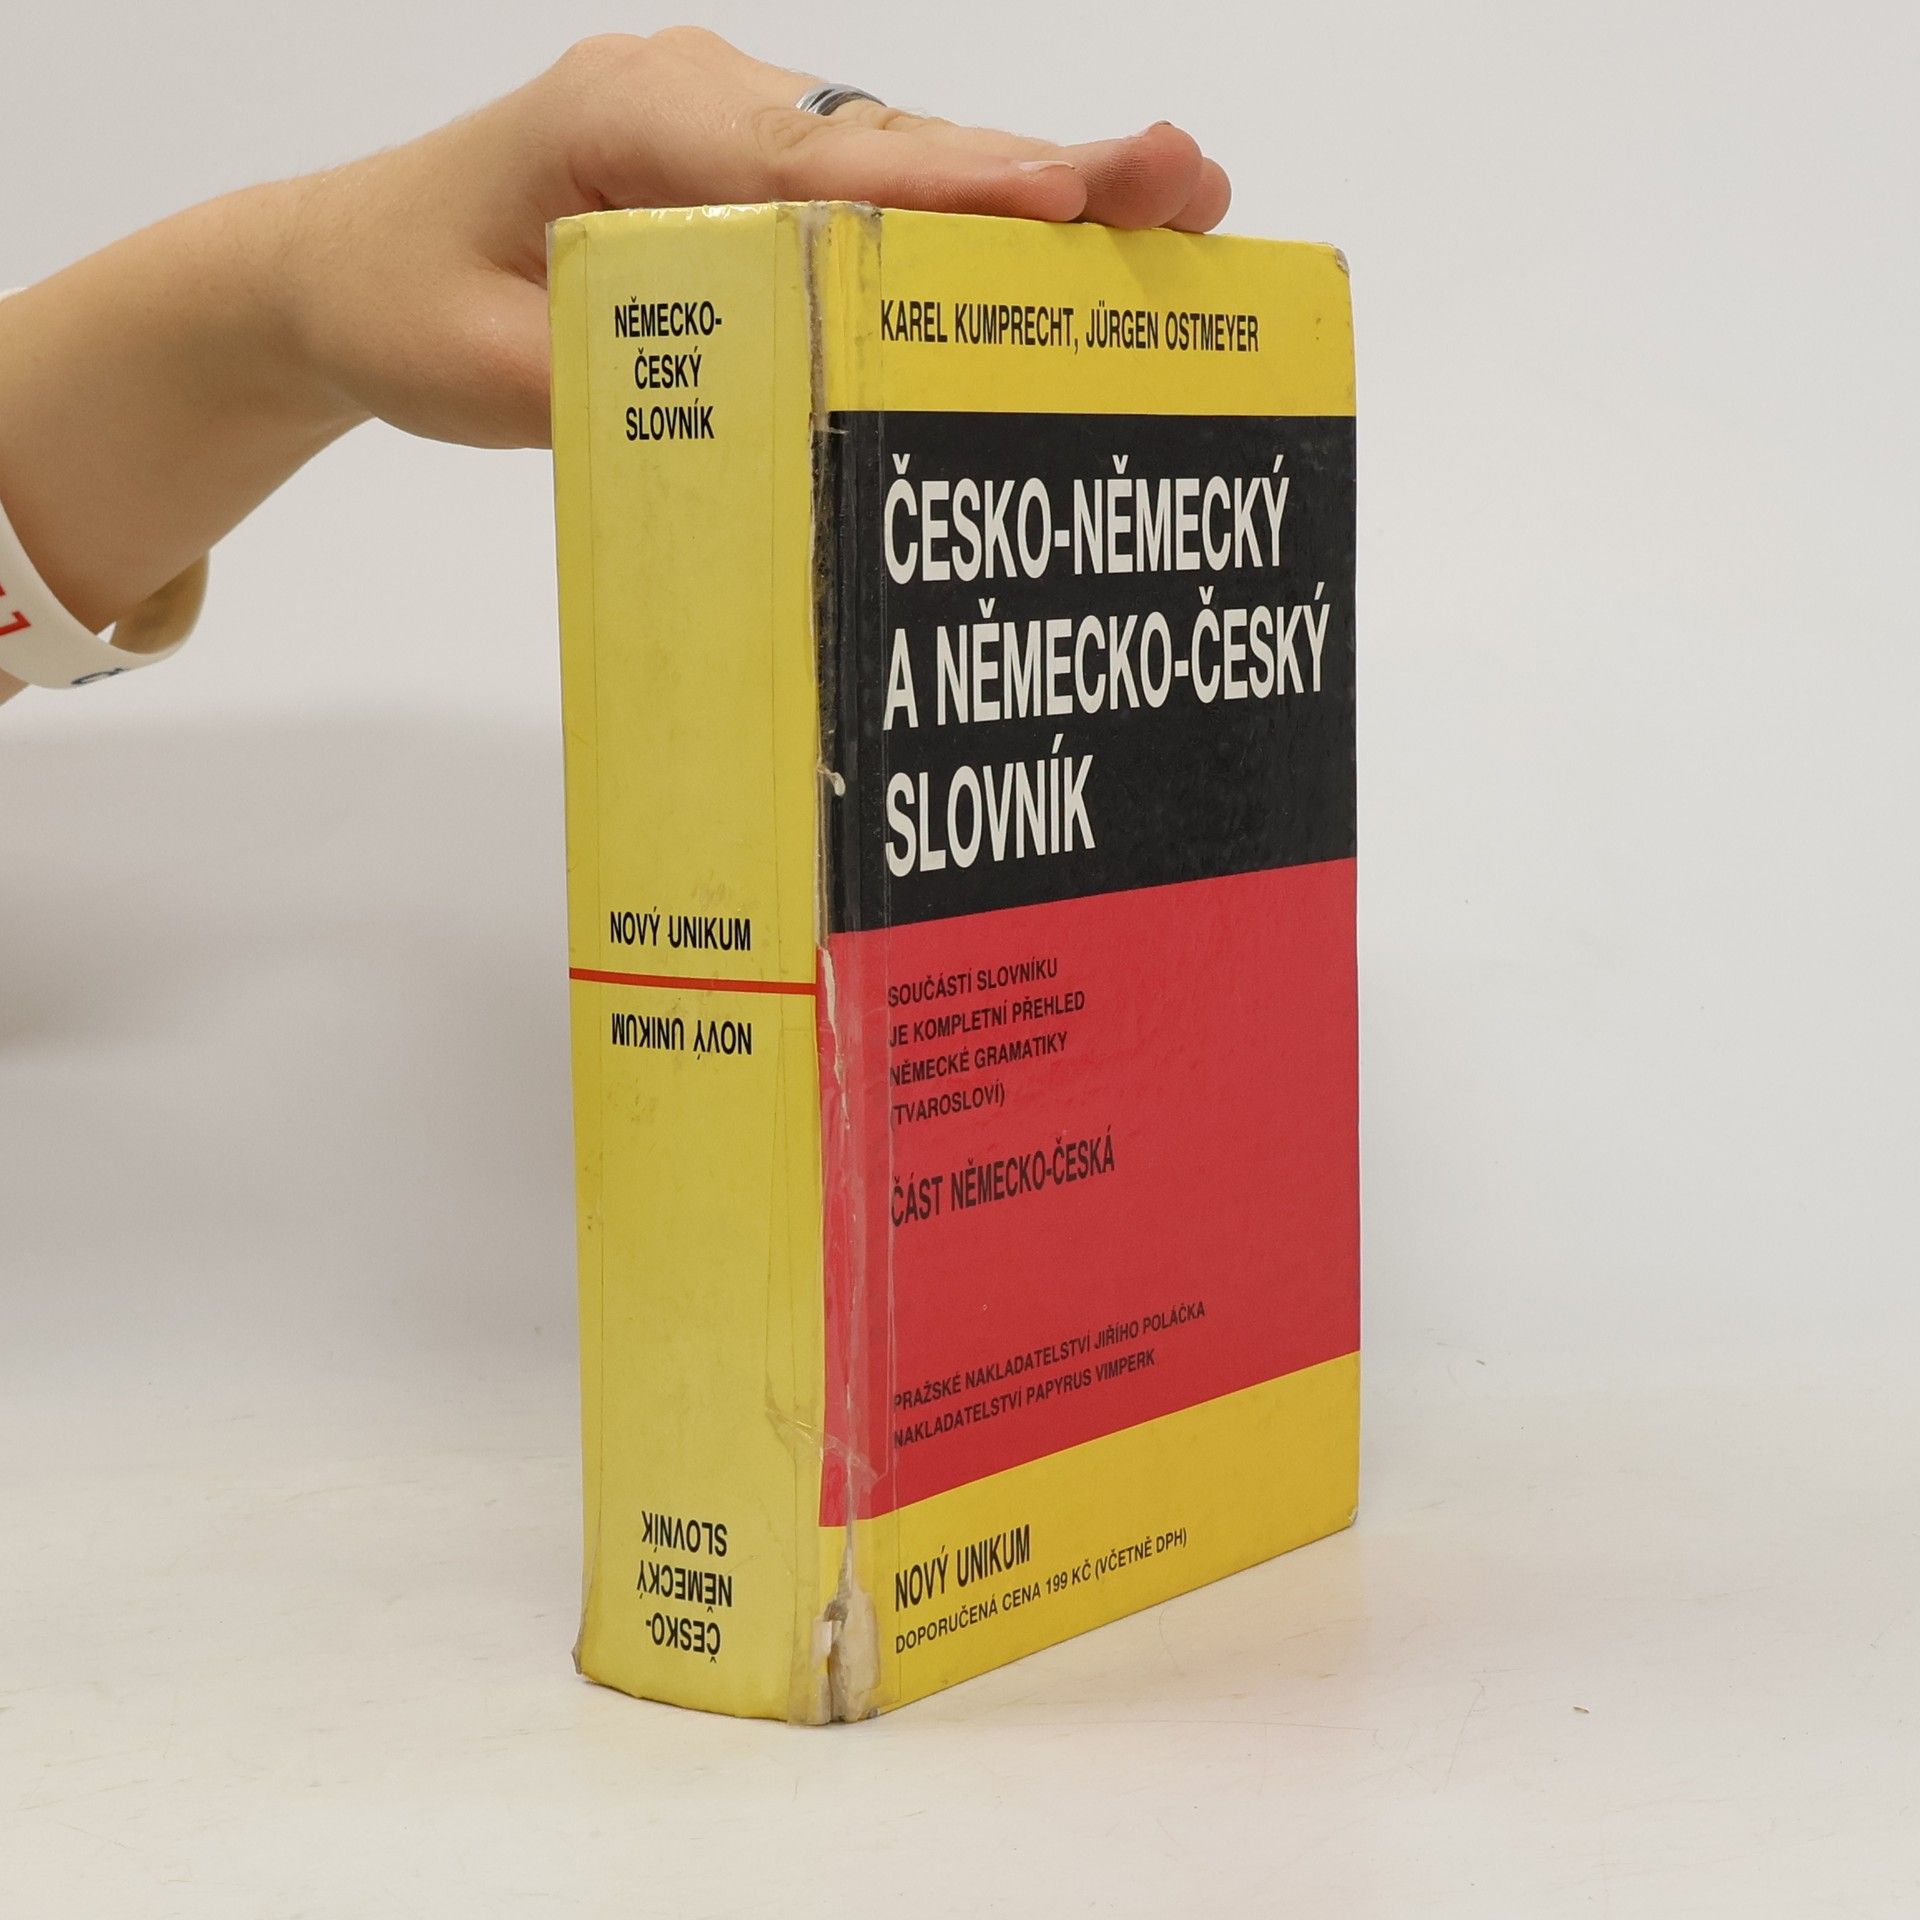 NĚMECKO-
ČESKÝ
SLOVNÍK
NOVÝ UNIKUM
NOVÝ UNIKUM
ČESKO-
NĚMECKÝ
SLOVNÍK
KAREL KUMPRECHT, JÜRGEN OSTMEYER
ČESKO-NĚMECKÝ
A NĚMECKO-ČESKÝ
SLOVNÍK
SOUČÁSTÍ SLOVNÍKU
JE KOMPLETNÍ PŘEHLED
NĚMECKÉ GRAMATIKY
(TVAROSLOVÍ)
ČÁST NĚMECKO-ČESKÁ
PRAŽSKÉ NAKLADATELSTVÍ JIŘÍHO POLÁČKA
NAKLADATELSTVÍ PAPYRUS VIMPERK
NOVÝ UNIKUM
DOPORUČENÁ CENA 199 KČ (VČETNĚ DPH)